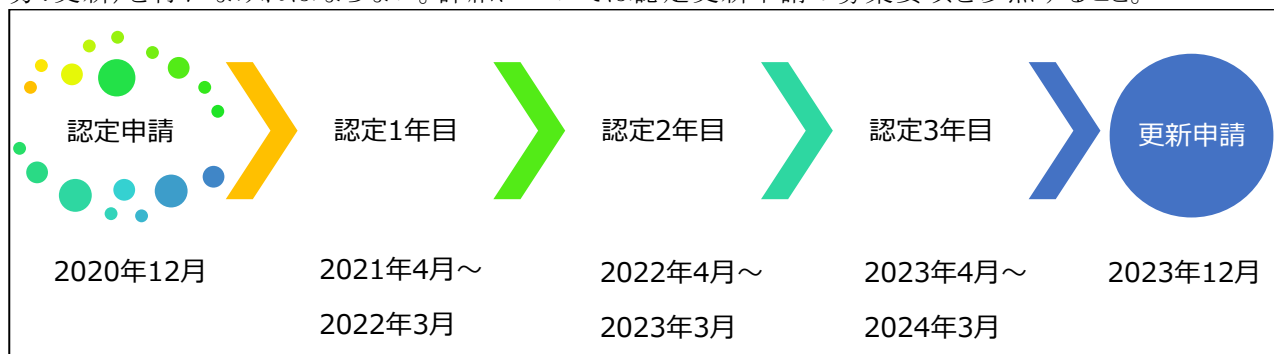 認定申請
認定1年目
認定2年目
認定3年目
更新申請
2020年12月
2021年4月～
2022年3月
2022年4月～
2023年3月
2023年4月～
2024年3月
2023年12月